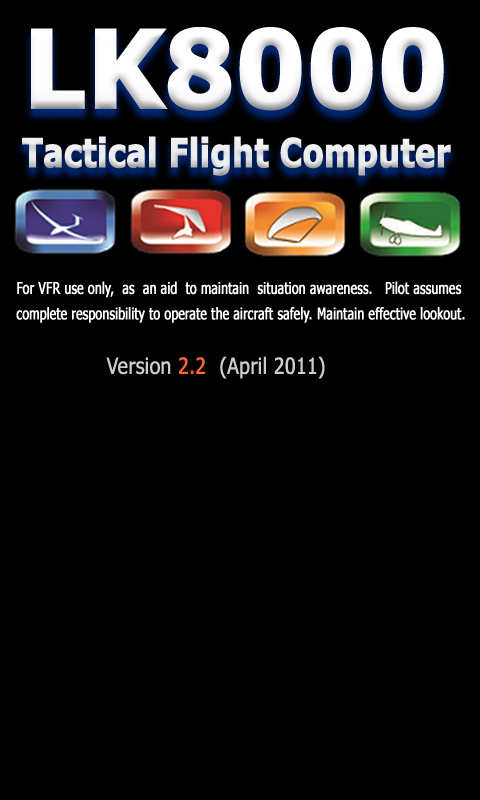 LK8000
Tactical Flight Computer
For VFR use only, as an aid to maintain situation awareness. Pilot assumes
complete responsibility to operate the aircraft safely. Maintain effective lookout.
Version 2.2 (April 2011)